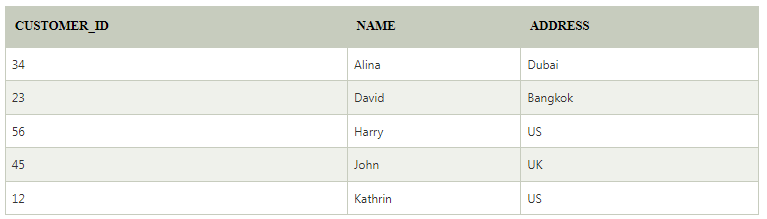 CUSTOMER_ID NAME ADDRESS
34 Alina Dubai
23 David Bangkok
56 Harry US
45 John UK
12 Kathrin US